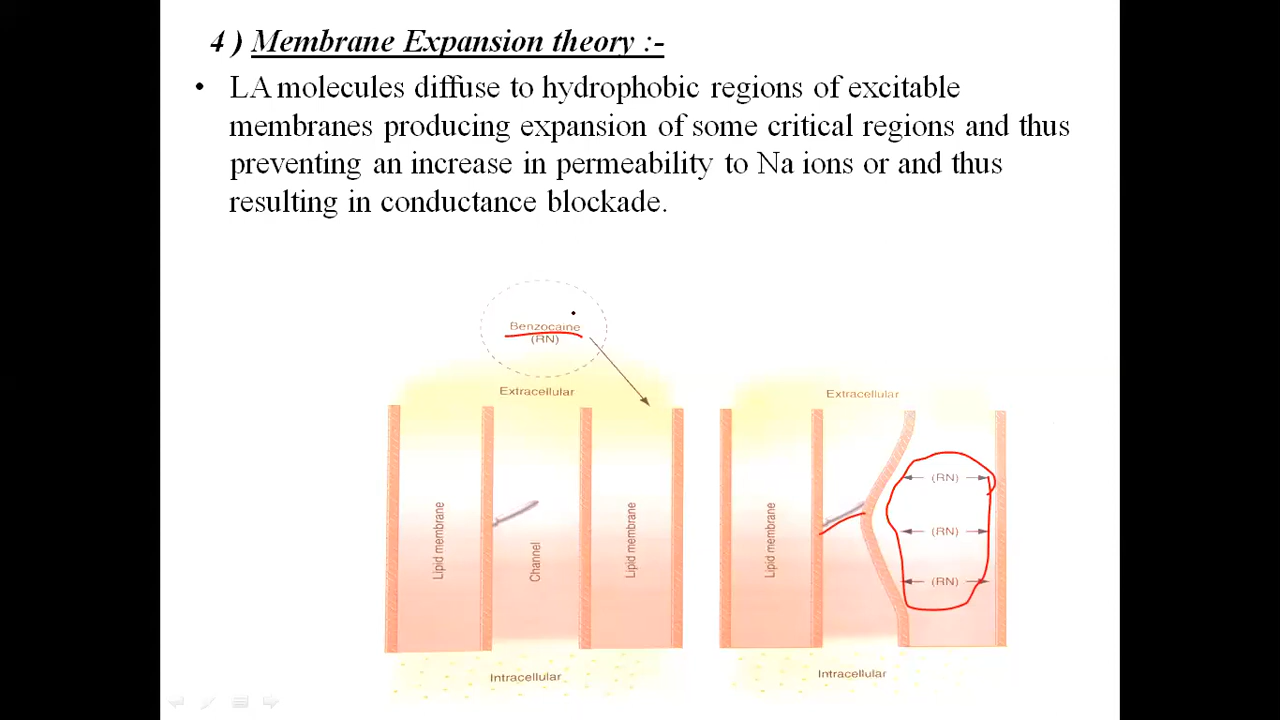 4 ) Membrane Expansion theory :-
• LA molecules diffuse to hydrophobic regions of excitable
membranes producing expansion of some critical regions and thus
preventing an increase in permeability to Na ions or and thus
resulting in conductance blockade.
Benzocaine
(RN)
Extracellular
Lipid membrane
Channel
Lipid membrane
Intracellular
Extracellular
Lipid membrane
(RN)
(RN)
(RN)
Intracellular